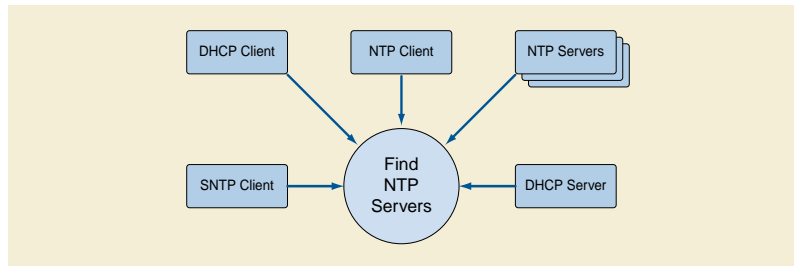 DHCP Client
NTP Client
NTP Servers
SNTP Client
Find
NTP
Servers
DHCP Server